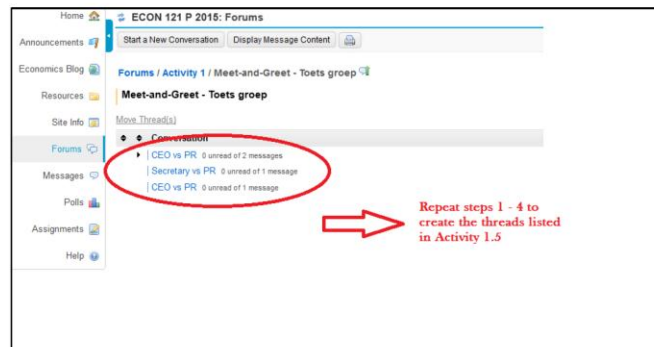 Home
ECON 121 P 2015: Forums
Announcements
Start a New Conversation
Display Message Content
Economics Blog
Forums / Activity 1 / Meet-and-Greet - Toets groep
Resources
Meet-and-Greet - Toets groep
Site Info
Move Thread(s)
Forums
Conversation
CEO vs PR 0 unread of 2 messages
Secretary vs PR 0 unread of 1 message
CEO vs PR 0 unread of 1 message
Messages
Polls
Assignments
Help
Repeat steps 1 - 4 to
create the threads listed
in Activity 1.5